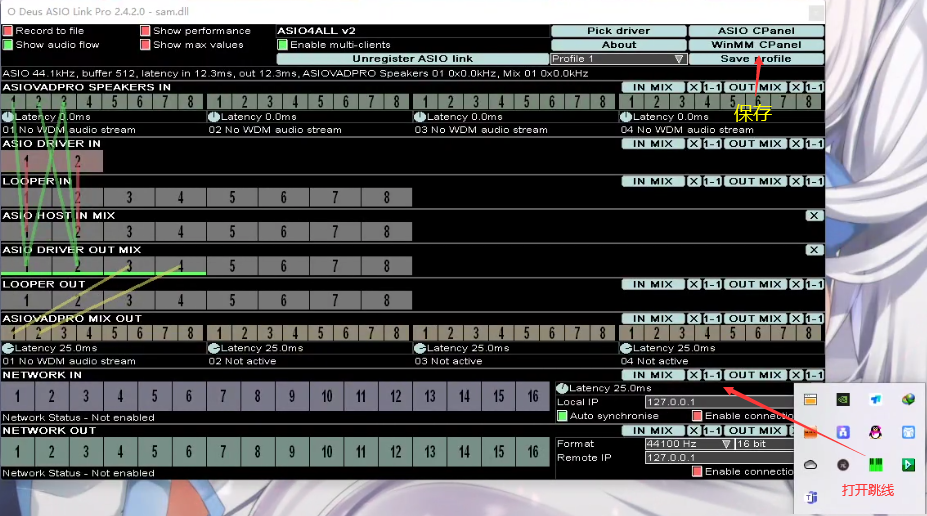 O Deus ASIO Link Pro 2.4.2.0 - sam.dll
Record to file Show performance ASIO4ALL v2 Pick driver ASIO CPanel
Show audio flow Show max values Enable multi-clients About WinMM CPanel
Unregister ASIO link Profile 1 Save profile
ASIO 44.1kHz, buffer 512, latency in 12.3ms, out 12.3ms, ASIOVADPRO Speakers 01 0x0.0kHz, Mix 01 0x0.0kHz
ASIOVADPRO SPEAKERS IN IN MIX X 1-1 OUT MIX X 1-1
1 2 3 4 5 6 7 8 1 2 3 4 5 6 7 8 1 2 3 4 5 6 7 8 1 2 3 4 5 6 7 8
保存
Latency 0.0ms Latency 0.0ms Latency 0.0ms Latency 0.0ms
01 No WDM audio stream 02 No WDM audio stream 03 No WDM audio stream 04 No WDM audio stream
ASIO DRIVER IN IN MIX X 1-1 OUT MIX X 1-1
1 2
LOOPER IN IN MIX X 1-1 OUT MIX X 1-1
1 2 3 4 5 6 7 8
ASIO HOST IN MIX X
1 2 3 4 5 6 7 8
ASIO DRIVER OUT MIX X
1 2 3 4 5 6 7 8
LOOPER OUT IN MIX X 1-1 OUT MIX X 1-1
1 2 3 4 5 6 7 8
ASIOVADPRO MIX OUT IN MIX X 1-1 OUT MIX X 1-1
1 2 3 4 5 6 7 8 1 2 3 4 5 6 7 8 1 2 3 4 5 6 7 8 1 2 3 4 5 6 7 8
Latency 25.0ms Latency 25.0ms Latency 25.0ms Latency 25.0ms
01 No WDM audio stream 02 Not active 03 Not active 04 Not active
NETWORK IN IN MIX X 1-1 OUT MIX X 1-1
1 2 3 4 5 6 7 8 9 10 11 12 13 14 15 16
Latency 25.0ms
Local IP 127.0.0.1
Network Status - Not enabled Auto synchronise Enable connectio
NETWORK OUT IN MIX X 1-1 OUT MIX
1 2 3 4 5 6 7 8 9 10 11 12 13 14 15 16
Format 44100 Hz 16 bit
Remote IP 127.0.0.1
Network Status - Not enabled Enable connectio
打开跳线